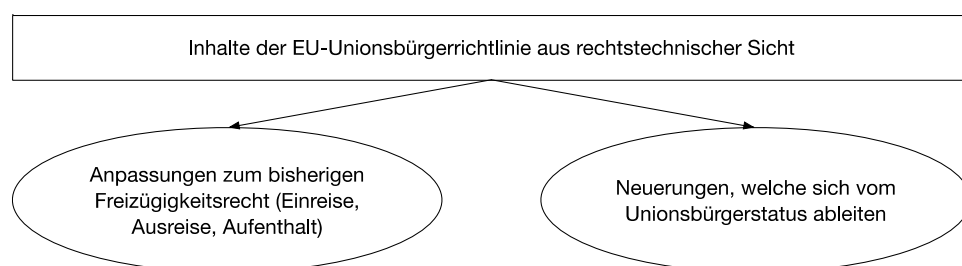 Inhalte der EU-Unionsbürgerrichtlinie aus rechtstechnischer Sicht
Anpassungen zum bisherigen
Freizügigkeitsrecht (Einreise,
Ausreise, Aufenthalt)
Neuerungen, welche sich vom
Unionsbürgerstatus ableiten